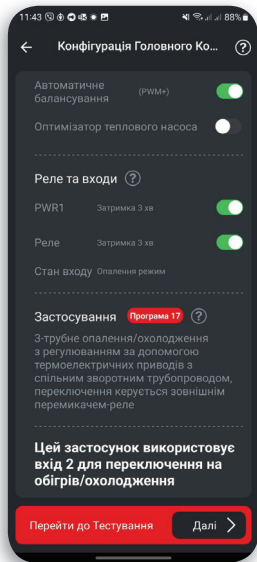 11:43 88%
Конфігурація Головного Ко...
Автоматичне
балансування (PWM+)
Оптимізатор теплового насоса
Реле та входи
PWR1 Затримка 3 хв
Реле Затримка 3 хв
Стан входу Опалення режим
Застосування Програма 17
3-трубне опалення/охолодження
з регулюванням за допомогою
термоелектричних приводів з
спільним зворотним трубопроводом,
переключення керується зовнішнім
перемикачем-реле
Цей застосунок використовує
вхід 2 для переключення на
обігрів/охолодження
Перейти до Тестування Далі